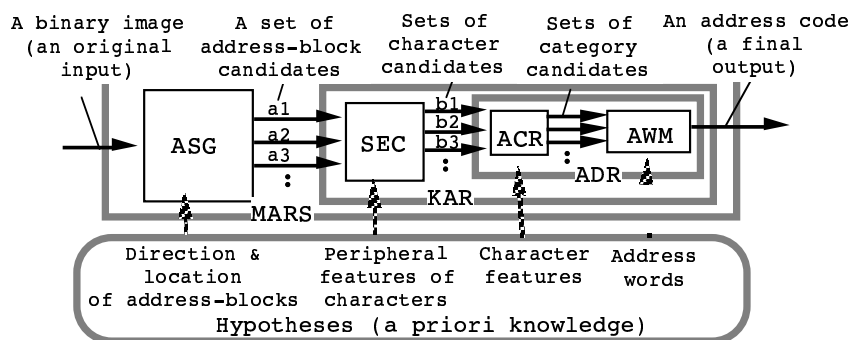 A binary image
(an original
input)
A set of
address-block
candidates
Sets of
character
candidates
Sets of
category
candidates
An address code
(a final
output)
ASG
a1
a2
a3
SEC
b1
b2
b3
ACR
AWM
ADR
KAR
MARS
Direction &
location
of address-blocks
Peripheral
features of
characters
Character
features
Address
words
Hypotheses (a priori knowledge)